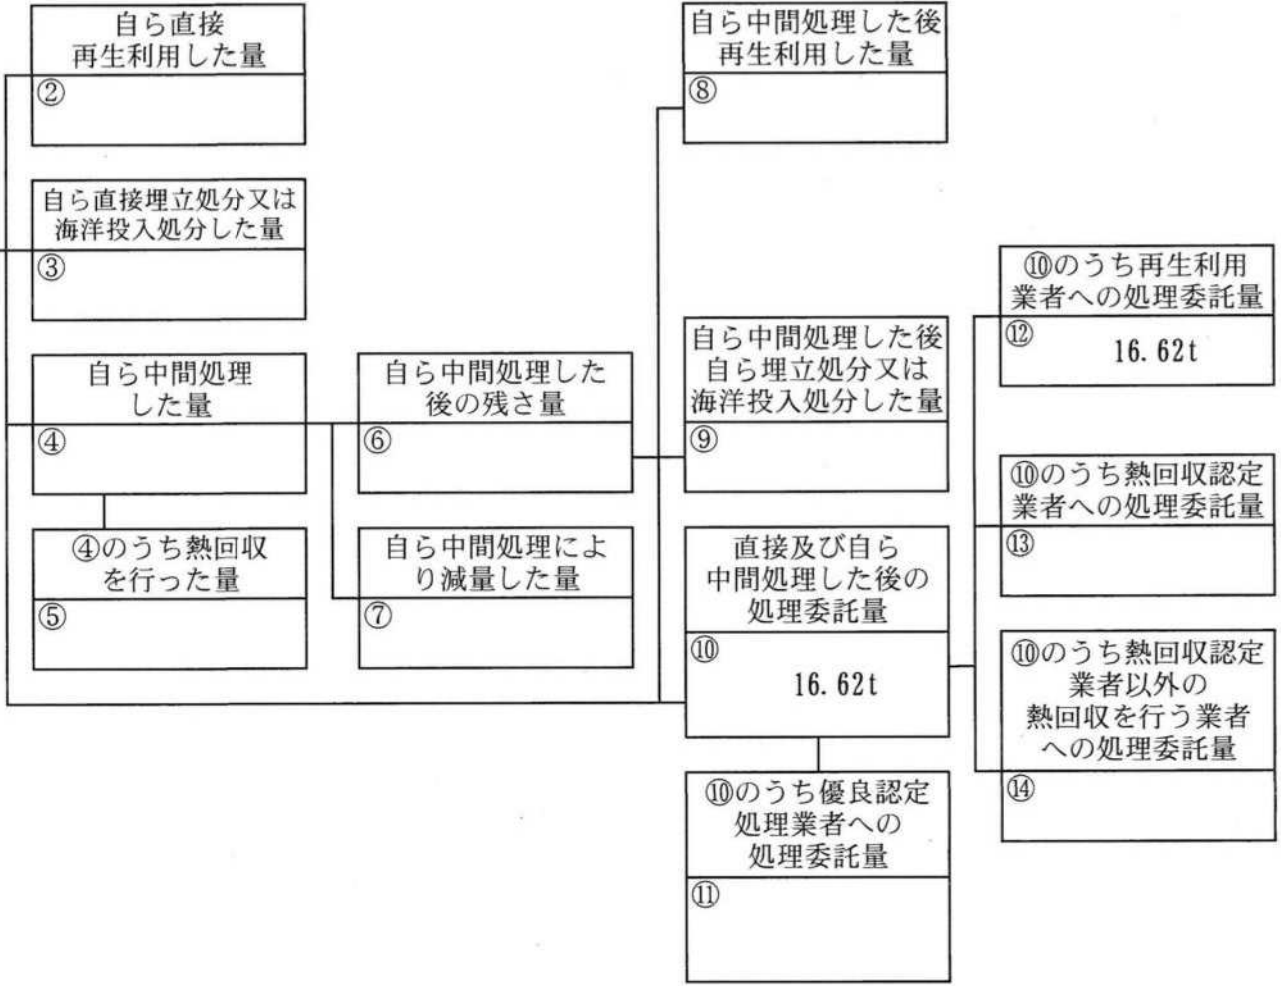 自ら直接
再生利用した量
②
自ら直接埋立処分又は
海洋投入処分した量
③
自ら中間処理
した量
④
④のうち熱回収
を行った量
⑤
自ら中間処理した
後の残さ量
⑥
自ら中間処理によ
り減量した量
⑦
自ら中間処理した後
再生利用した量
⑧
自ら中間処理した後
自ら埋立処分又は
海洋投入処分した量
⑨
直接及び自ら
中間処理した後の
処理委託量
⑩
16.62t
⑩のうち優良認定
処理業者への
処理委託量
⑪
⑩のうち再生利用
業者への処理委託量
⑫
16.62t
⑩のうち熱回収認定
業者への処理委託量
⑬
⑩のうち熱回収認定
業者以外の
熱回収を行う業者
への処理委託量
⑭